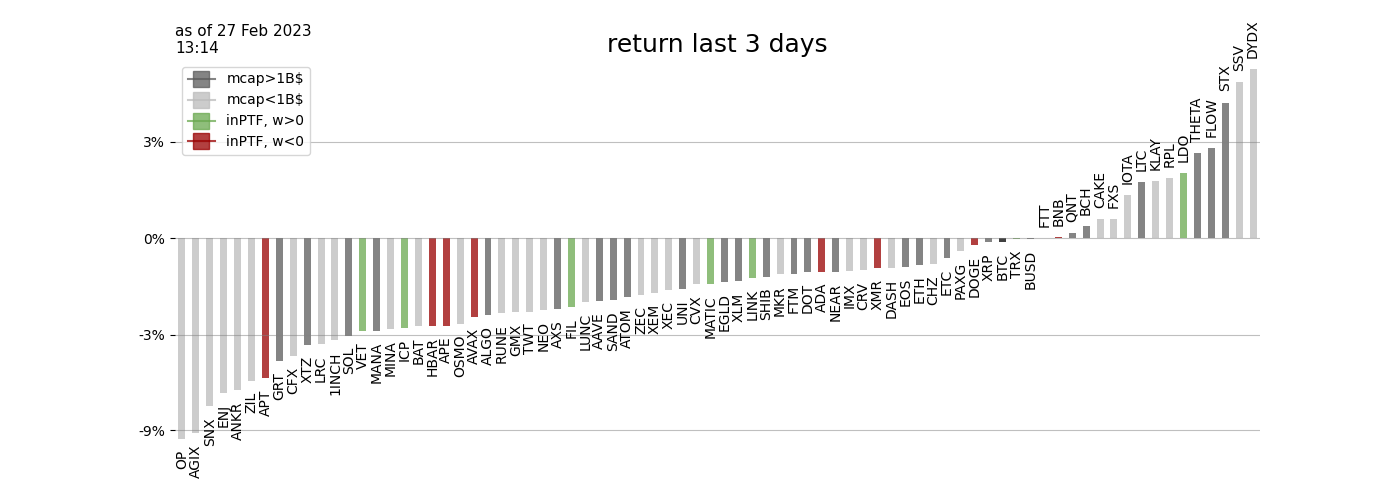 as of 27 Feb 2023
13:14
return last 3 days
mcap>1B$
mcap<1B$
inPTF, w>0
inPTF, w<0
3%
0%
-3%
-9%
OP
AGIX
SNX
ENJ
ANKR
ZIL
APT
GRT
CFX
XTZ
LRC
1INCH
SOL
VET
MANA
MINA
ICP
BAT
HBAR
APE
OSMO
AVAX
ALGO
RUNE
GMX
TWT
NEO
AXS
FIL
LUNC
AAVE
SAND
ATOM
ZEC
XEM
XEC
UNI
CVX
MATIC
EGLD
XLM
LINK
SHIB
MKR
FTM
DOT
ADA
NEAR
IMX
CRV
XMR
DASH
EOS
ETH
CHZ
ETC
PAXG
DOGE
XRP
BTC
TRX
BUSD
FTT
BNB
QNT
BCH
CAKE
FXS
IOTA
LTC
KLAY
RPL
LDO
THETA
FLOW
STX
SSV
DYDX